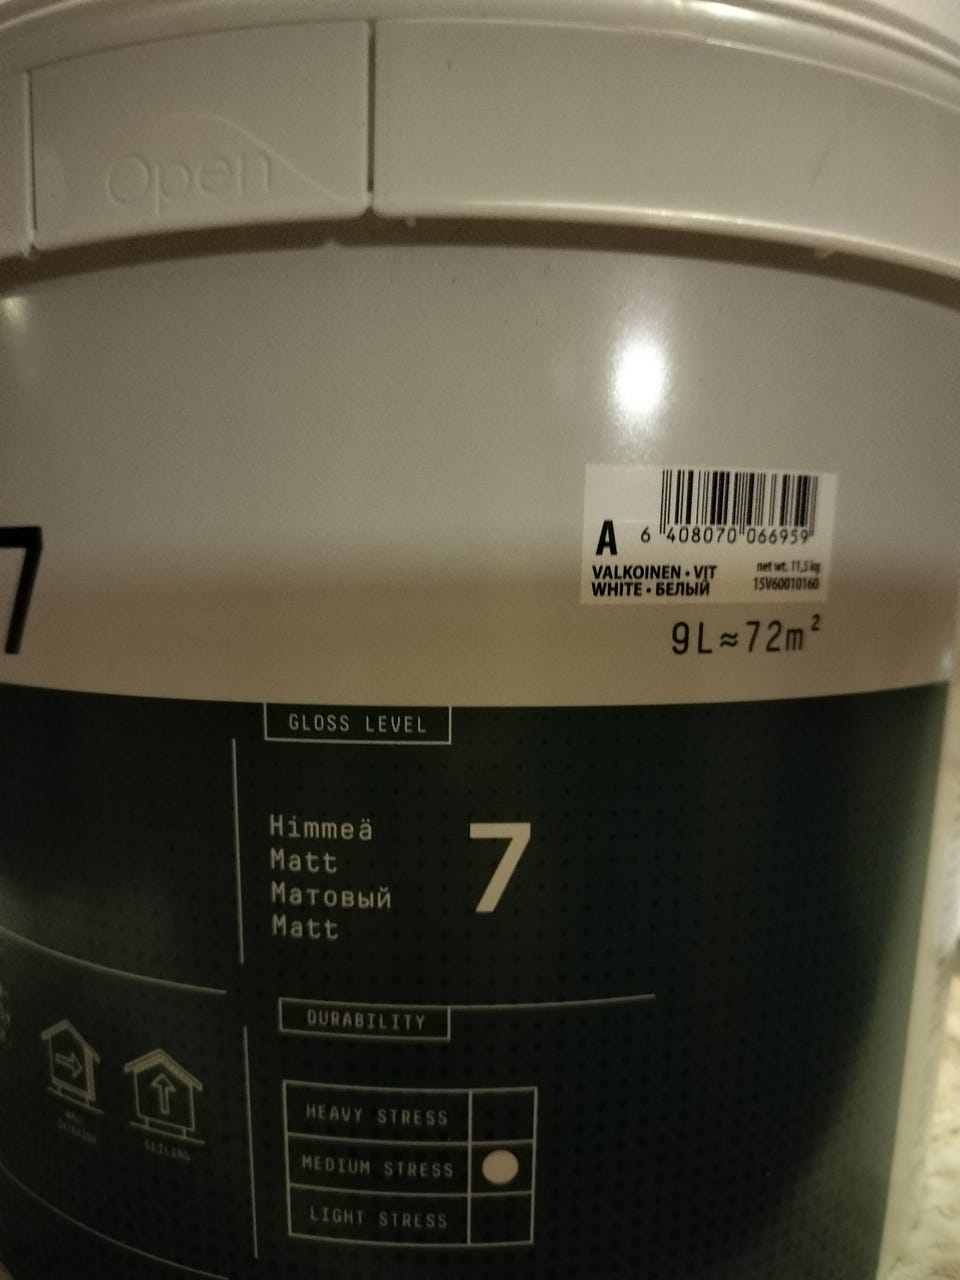 Open
7
A
6 408070 066959
VALKOINEN • VIT
WHITE • БЕЛЫЙ
net wt. 11,5 kg
15V60010160
9L≈72m²
GLOSS LEVEL
Himmeä
Matt
Матовый
Matt
7
DURABILITY
HEAVY STRESS
MEDIUM STRESS
LIGHT STRESS
CEILING